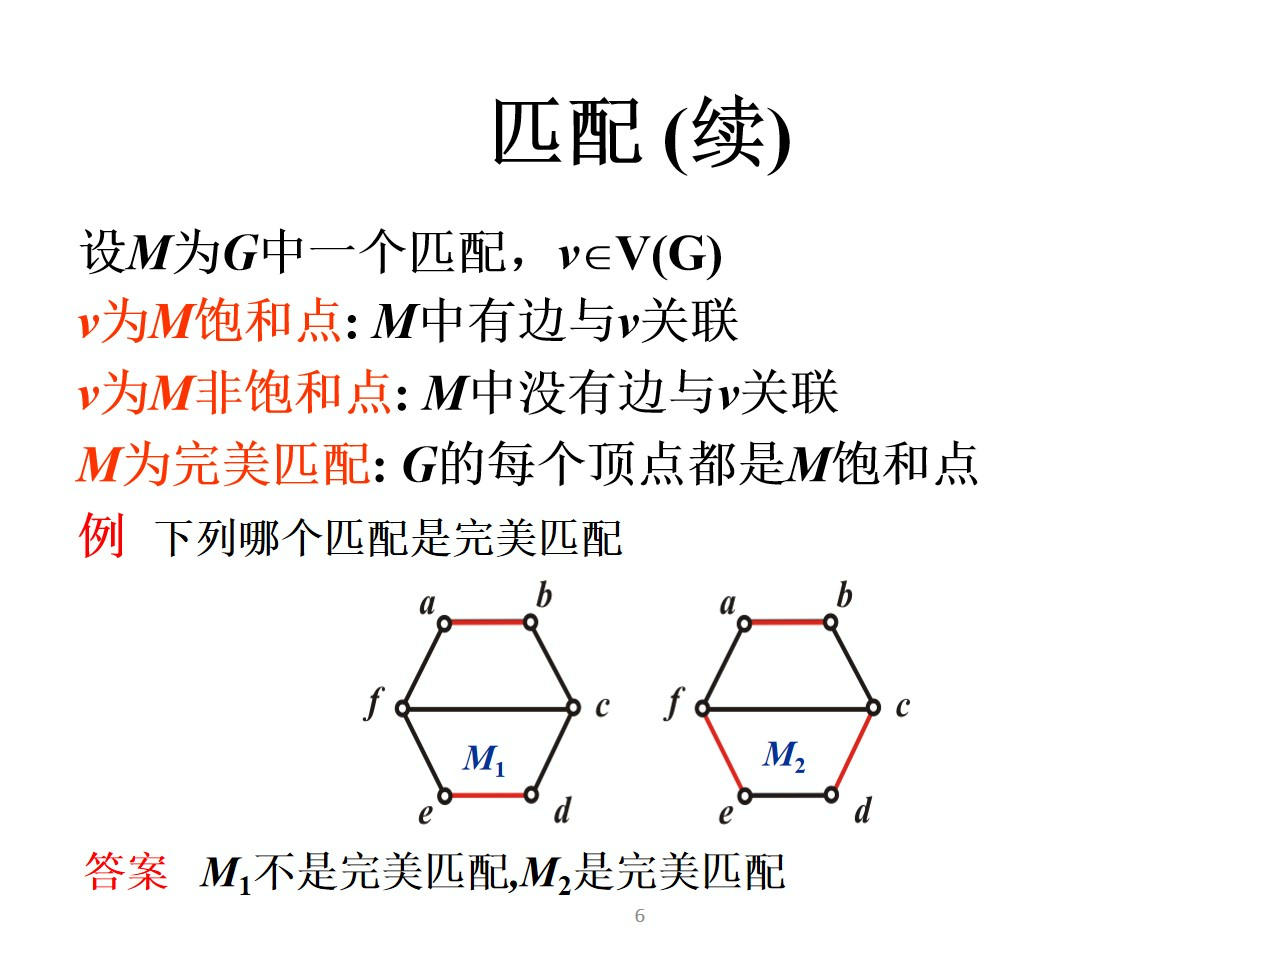 匹配 (续)
设M为G中一个匹配，v∈V(G)
v为M饱和点: M中有边与v关联
v为M非饱和点: M中没有边与v关联
M为完美匹配: G的每个顶点都是M饱和点
例 下列哪个匹配是完美匹配
a b a b
f c f c
M1 M2
e d e d
答案 M1不是完美匹配,M2是完美匹配
6